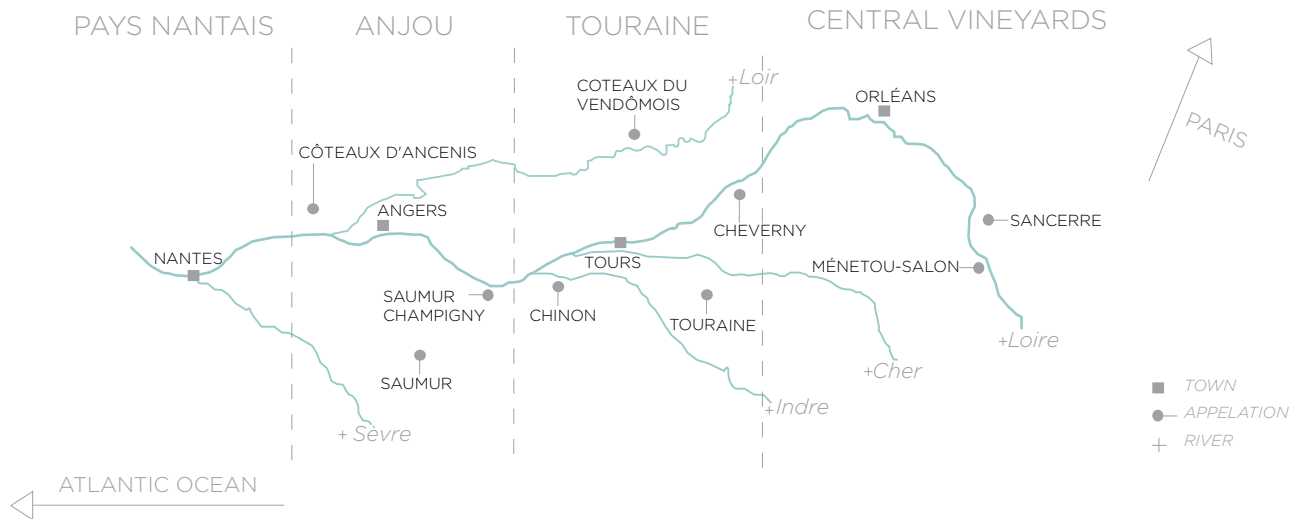 PAYS NANTAIS
ANJOU
TOURAINE
CENTRAL VINEYARDS
+Loir
COTEAUX DU
VENDÔMOIS
ORLÉANS
PARIS
CÔTEAUX D'ANCENIS
ANGERS
SANCERRE
CHEVERNY
NANTES
TOURS
MÉNETOU-SALON
SAUMUR
CHAMPIGNY
CHINON
TOURAINE
+Loire
+Cher
SAUMUR
+Indre
+ Sèvre
TOWN
APPELATION
RIVER
ATLANTIC OCEAN